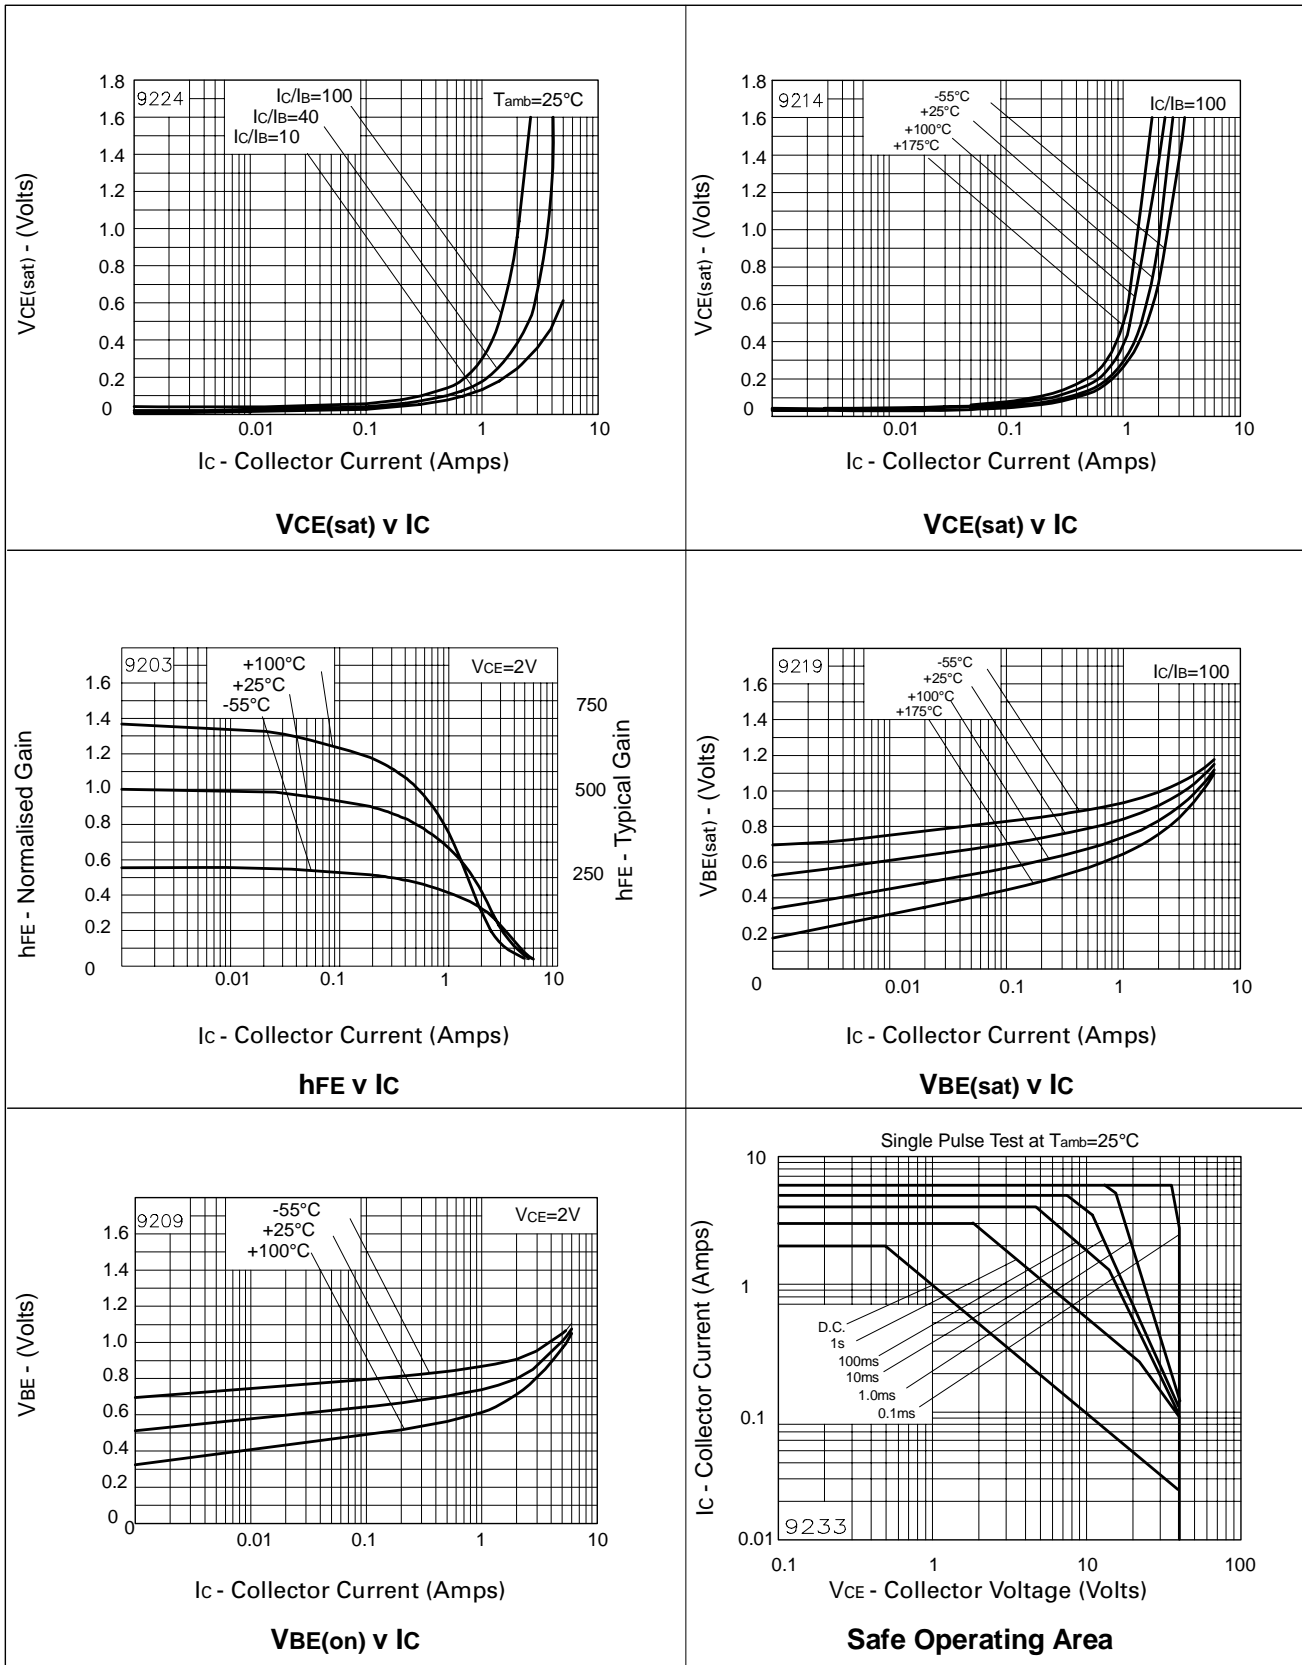 1.8
1.6
1.4
1.2
1.0
0.8
0.6
0.4
0.2
0
9224
IC/IB=100
IC/IB=40
IC/IB=10
Tamb=25°C
VCE(sat) - (Volts)
0.01 0.1 1 10
IC - Collector Current (Amps)
VCE(sat) v IC
1.8
1.6
1.4
1.2
1.0
0.8
0.6
0.4
0.2
0
9214
-55°C
+25°C
+100°C
+175°C
IC/IB=100
VCE(sat) - (Volts)
0.01 0.1 1 10
IC - Collector Current (Amps)
VCE(sat) v IC
1.6
1.4
1.2
1.0
0.8
0.6
0.4
0.2
0
9203
+100°C
+25°C
-55°C
VCE=2V
750
500
250
hFE - Normalised Gain
hFE - Typical Gain
0.01 0.1 1 10
IC - Collector Current (Amps)
hFE v IC
1.6
1.4
1.2
1.0
0.8
0.6
0.4
0.2
0
9219
-55°C
+25°C
+100°C
+175°C
IC/IB=100
VBE(sat) - (Volts)
0.01 0.1 1 10
IC - Collector Current (Amps)
VBE(sat) v IC
1.6
1.4
1.2
1.0
0.8
0.6
0.4
0.2
0
9209
-55°C
+25°C
+100°C
VCE=2V
VBE - (Volts)
0 0.01 0.1 1 10
IC - Collector Current (Amps)
VBE(on) v IC
Single Pulse Test at Tamb=25°C
10
1
0.1
0.01
D.C.
1s
100ms
10ms
1.0ms
0.1ms
9233
IC - Collector Current (Amps)
0.1 1 10 100
VCE - Collector Voltage (Volts)
Safe Operating Area